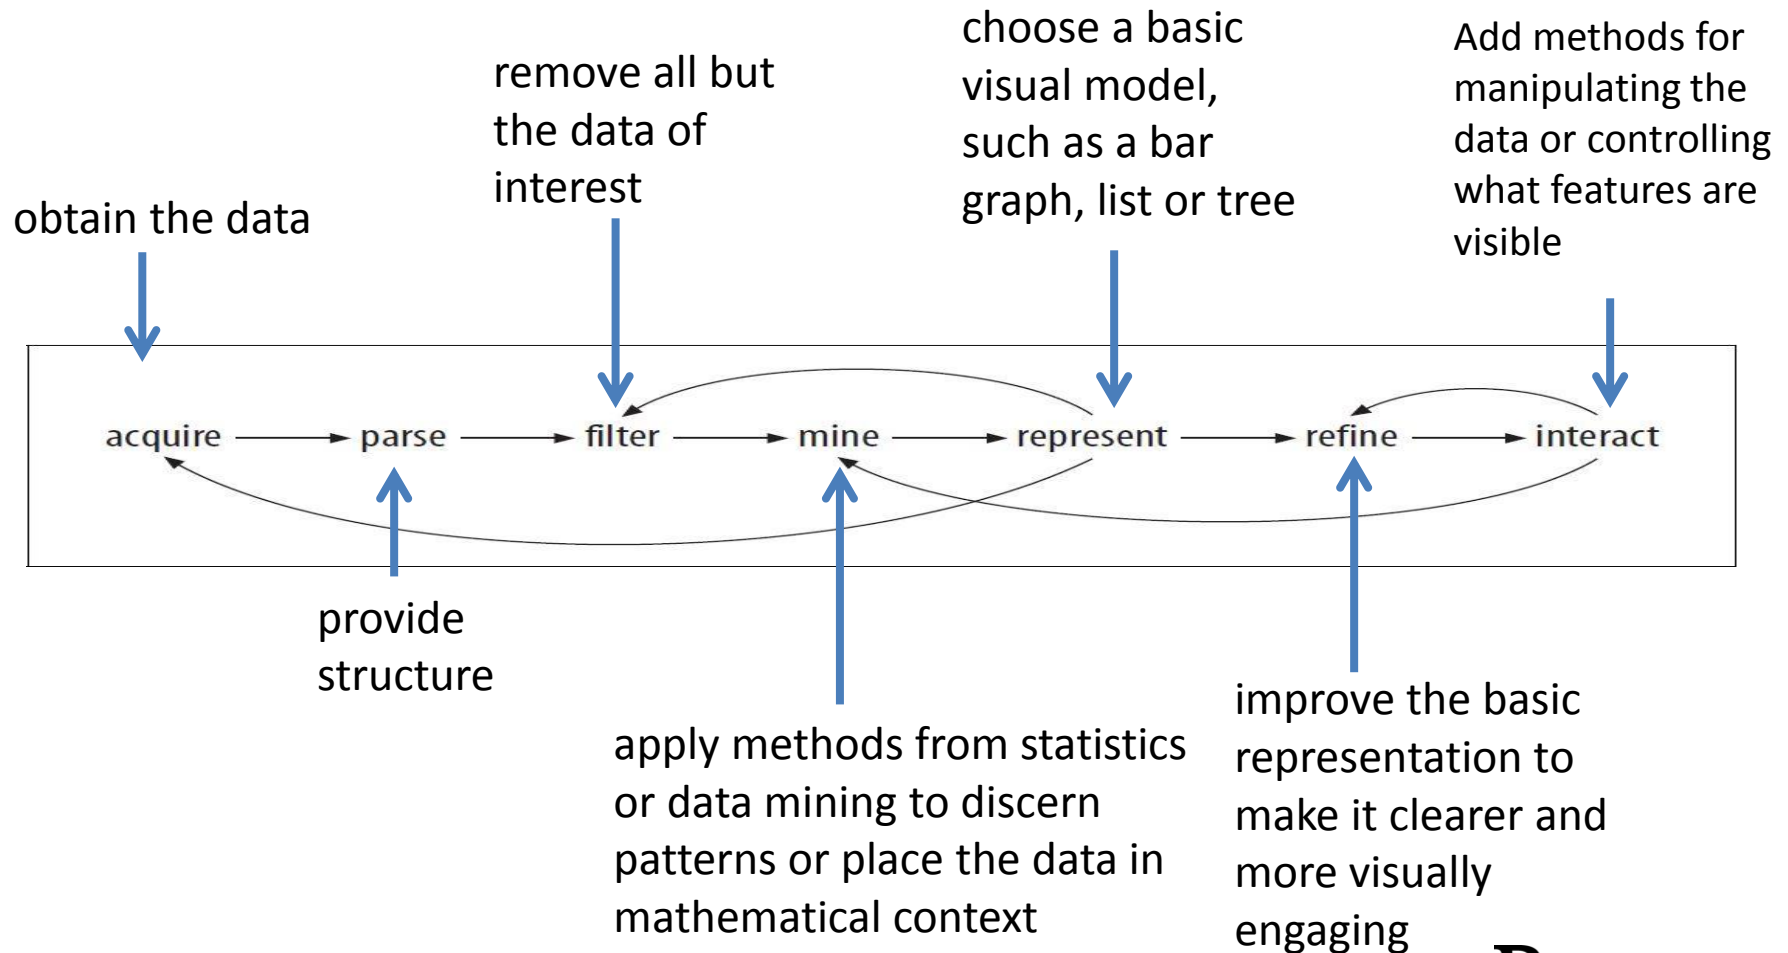 obtain the data
remove all but
the data of
interest
choose a basic
visual model,
such as a bar
graph, list or tree
Add methods for
manipulating the
data or controlling
what features are
visible
acquire parse filter mine represent refine interact
provide
structure
apply methods from statistics
or data mining to discern
patterns or place the data in
mathematical context
improve the basic
representation to
make it clearer and
more visually
engaging